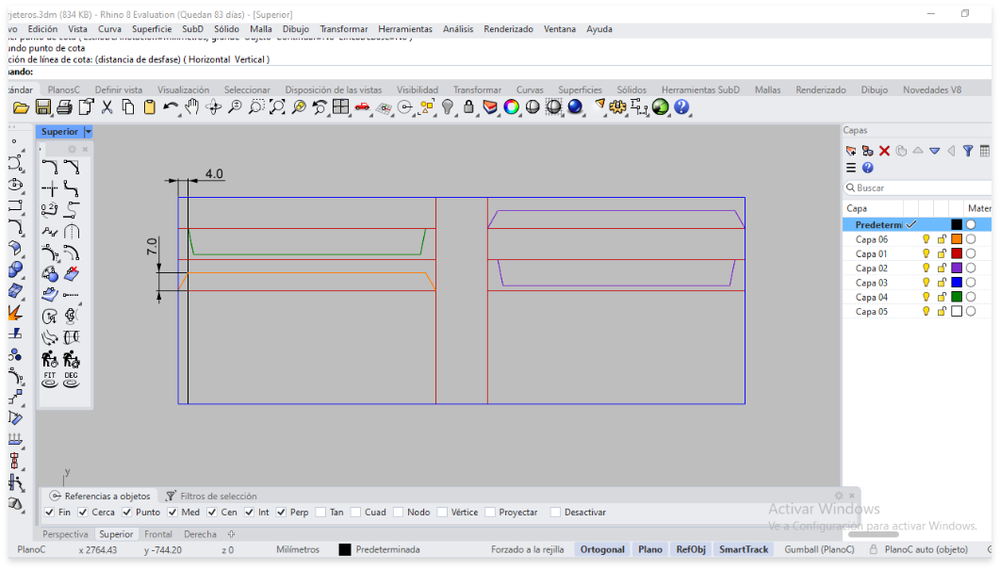 rjeteros.3dm (834 KB) - Rhino 8 Evaluation (Quedan 83 días) - [Superior]
vo Edición Vista Curva Superficie SubD Sólido Malla Dibujo Transformar Herramientas Análisis Renderizado Ventana Ayuda
undo punto de cota
ción de línea de cota: (distancia de desfase) ( Horizontal Vertical )
ando:
ándar PlanosC Definir vista Visualización Seleccionar Disposición de las vistas Visibilidad Transformar Curvas Superficies Sólidos Herramientas SubD Mallas Renderizado Dibujo Novedades V8
Superior
FIT DEG
4.0
7.0
y
Capas
Buscar
Capa Mater
Predeterm
Capa 06
Capa 01
Capa 02
Capa 03
Capa 04
Capa 05
Referencias a objetos Filtros de selección
Fin Cerca Punto Med Cen Int Perp Tan Cuad Nodo Vértice Proyectar Desactivar
Activar Windows
Ve a Configuración para activar Windows.
Perspectiva Superior Frontal Derecha
PlanoC x 2764.43 y -744.20 z 0 Milímetros Predeterminada Forzado a la rejilla Ortogonal Plano RefObj SmartTrack Gumball (PlanoC) PlanoC auto (objeto)